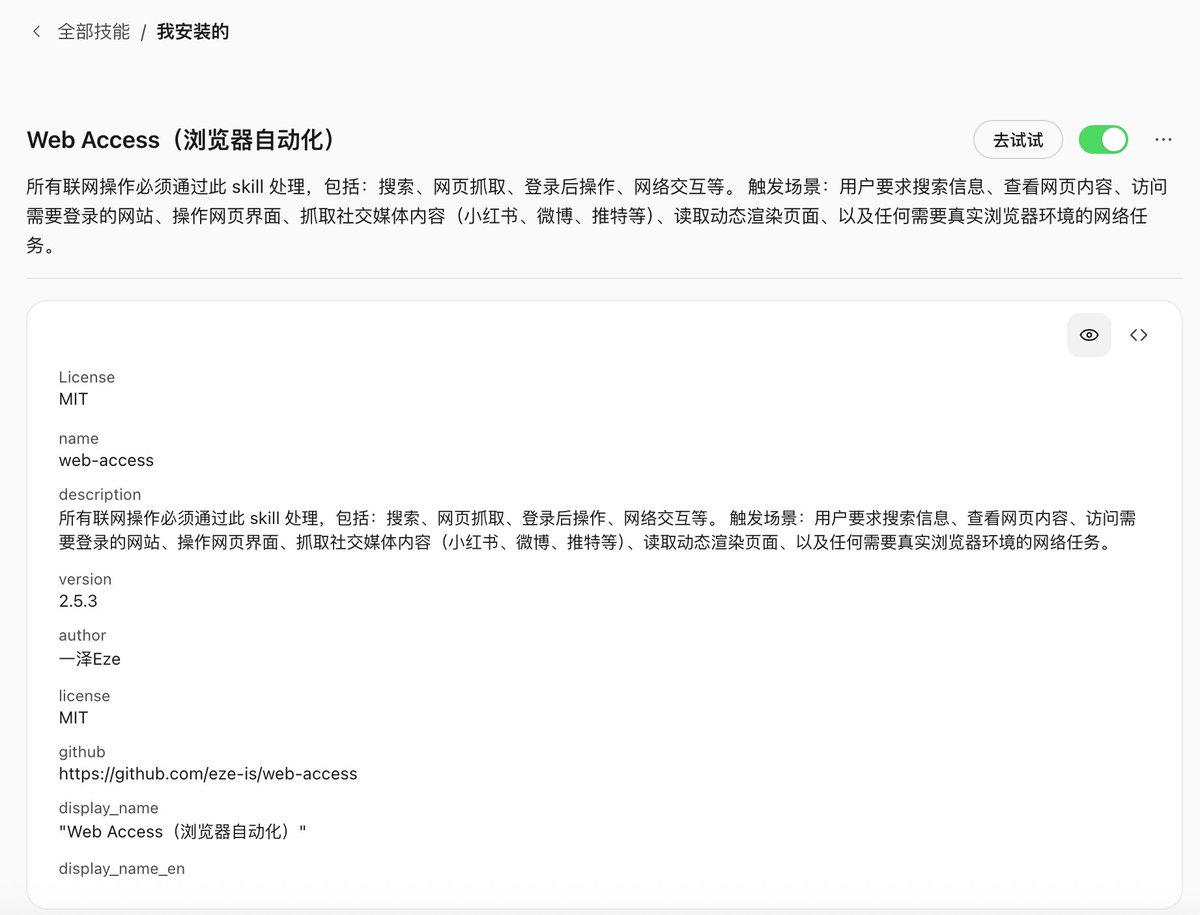 全部技能 / 我安装的
Web Access（浏览器自动化）
去试试
所有联网操作必须通过此 skill 处理，包括：搜索、网页抓取、登录后操作、网络交互等。 触发场景：用户要求搜索信息、查看网页内容、访问
需要登录的网站、操作网页界面、抓取社交媒体内容（小红书、微博、推特等）、读取动态渲染页面、以及任何需要真实浏览器环境的网络任
务。
License
MIT
name
web-access
description
所有联网操作必须通过此 skill 处理，包括：搜索、网页抓取、登录后操作、网络交互等。 触发场景：用户要求搜索信息、查看网页内容、访问需
要登录的网站、操作网页界面、抓取社交媒体内容（小红书、微博、推特等）、读取动态渲染页面、以及任何需要真实浏览器环境的网络任务。
version
2.5.3
author
一泽Eze
license
MIT
github
https://github.com/eze-is/web-access
display_name
"Web Access（浏览器自动化）"
display_name_en